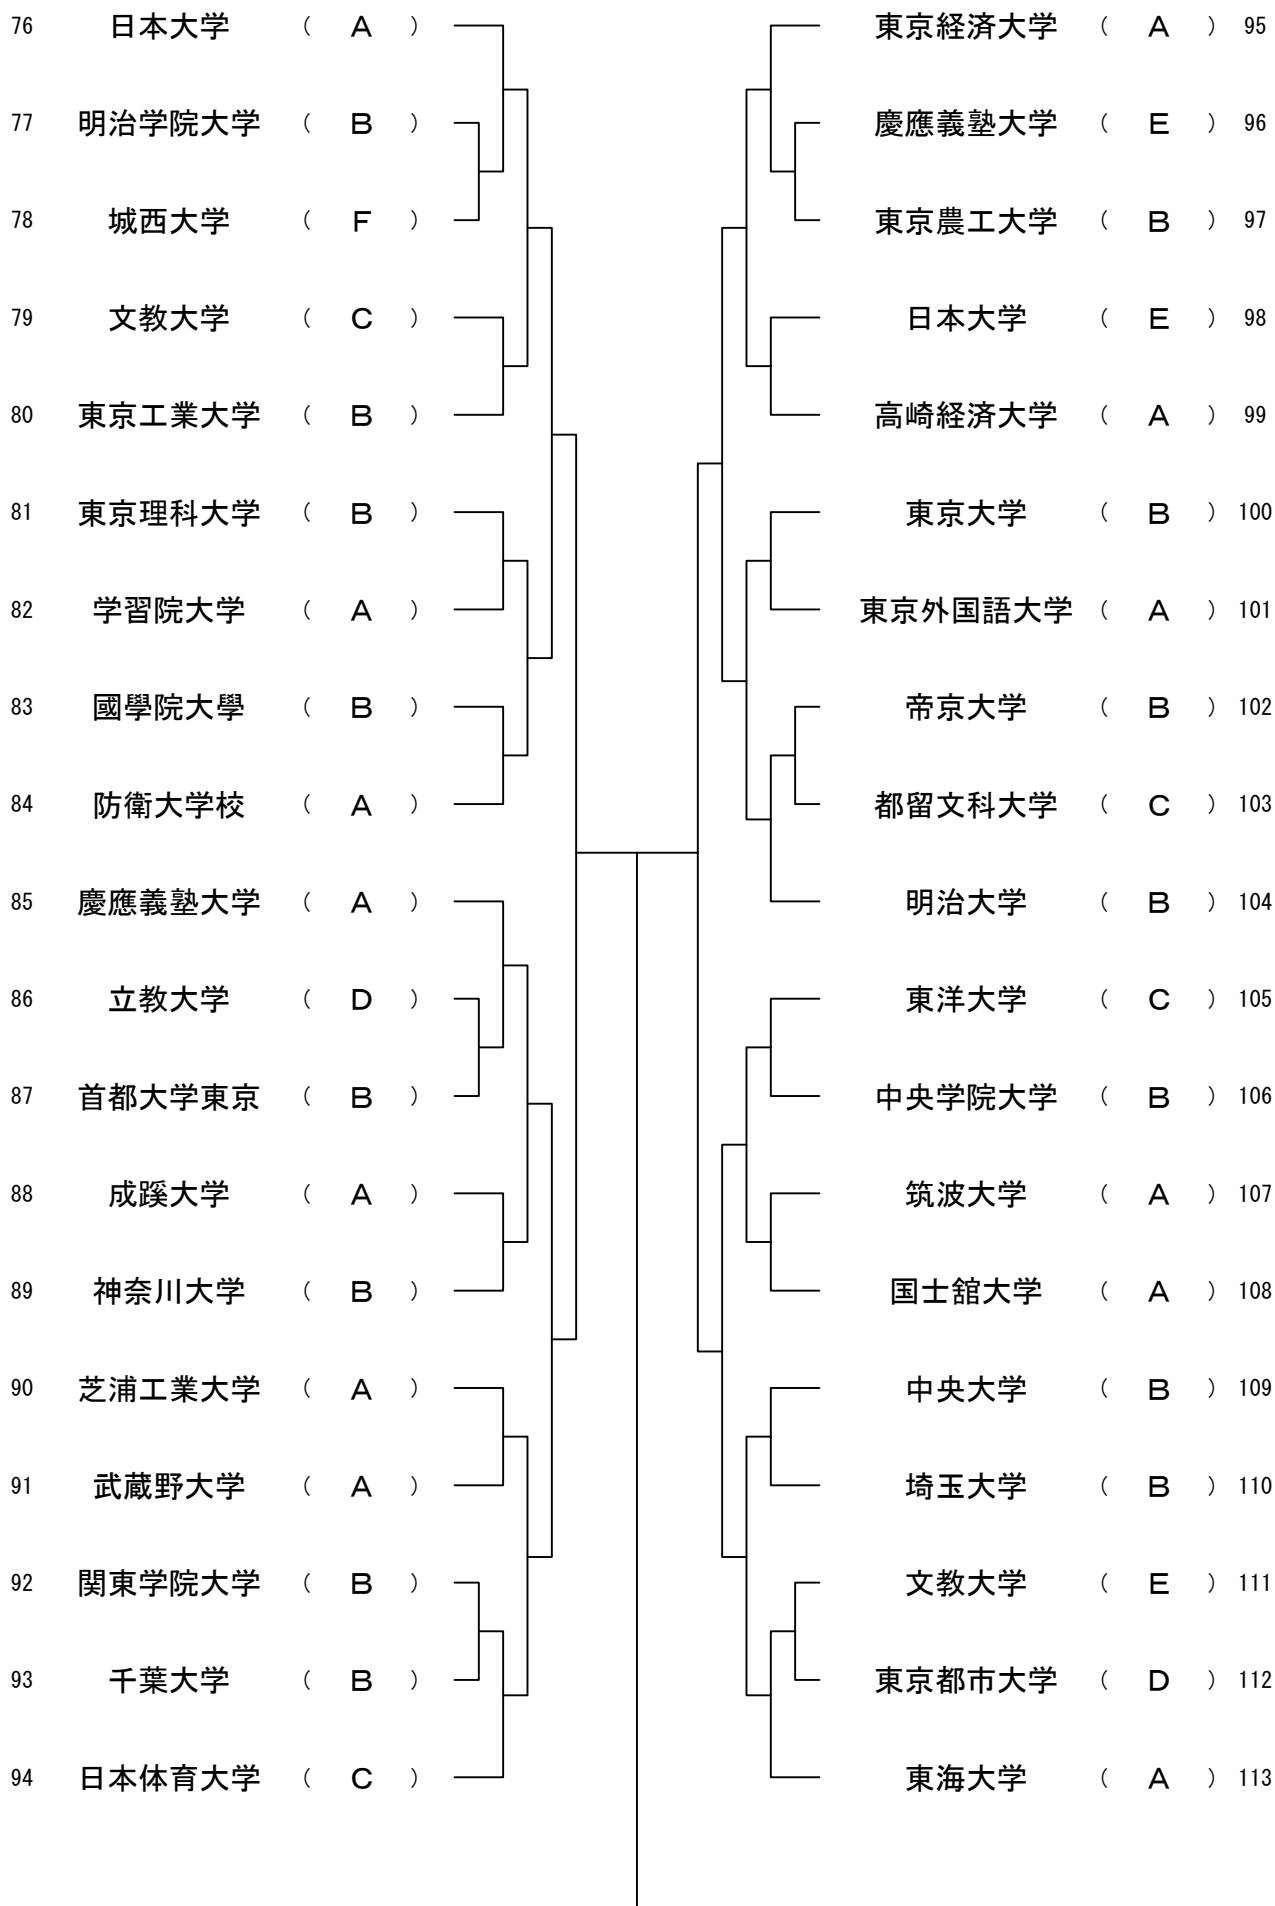 76 日本大学 （ A ） 東京経済大学 （ A ） 95
77 明治学院大学 （ B ） 慶應義塾大学 （ E ） 96
78 城西大学 （ F ） 東京農工大学 （ B ） 97
79 文教大学 （ C ） 日本大学 （ E ） 98
80 東京工業大学 （ B ） 高崎経済大学 （ A ） 99
81 東京理科大学 （ B ） 東京大学 （ B ） 100
82 学習院大学 （ A ） 東京外国語大学 （ A ） 101
83 國學院大學 （ B ） 帝京大学 （ B ） 102
84 防衛大学校 （ A ） 都留文科大学 （ C ） 103
85 慶應義塾大学 （ A ） 明治大学 （ B ） 104
86 立教大学 （ D ） 東洋大学 （ C ） 105
87 首都大学東京 （ B ） 中央学院大学 （ B ） 106
88 成蹊大学 （ A ） 筑波大学 （ A ） 107
89 神奈川大学 （ B ） 国士舘大学 （ A ） 108
90 芝浦工業大学 （ A ） 中央大学 （ B ） 109
91 武蔵野大学 （ A ） 埼玉大学 （ B ） 110
92 関東学院大学 （ B ） 文教大学 （ E ） 111
93 千葉大学 （ B ） 東京都市大学 （ D ） 112
94 日本体育大学 （ C ） 東海大学 （ A ） 113